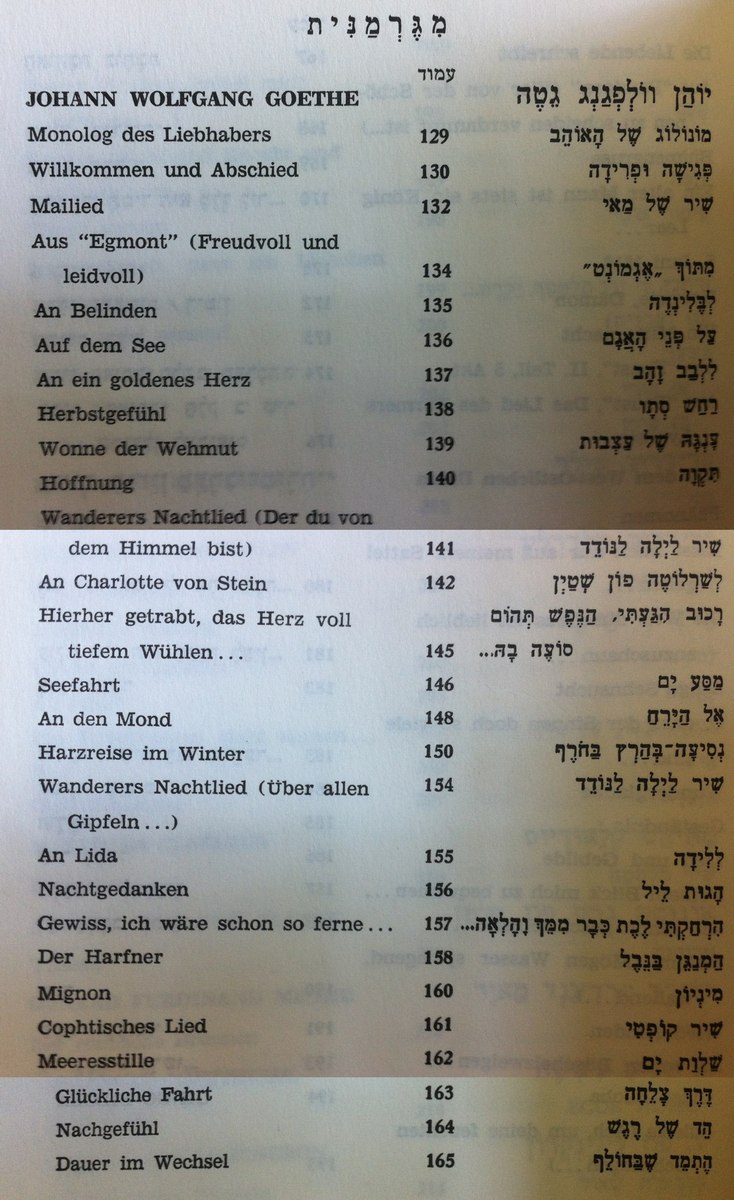 מִגֶּרְמַנִּית
עמוד
JOHANN WOLFGANG GOETHE יוֹהַן ווֹלְפְגַנְג גֵּטֶה
Monolog des Liebhabers 129 מוֹנוֹלוֹג שֶׁל הָאוֹהֵב
Willkommen und Abschied 130 פְּגִישָׁה וּפְרִידָה
Mailied 132 שִׁיר שֶׁל מַאי
Aus "Egmont" (Freudvoll und
leidvoll) 134 מִתּוֹךְ „אֶגְמוֹנְט״
An Belinden 135 לְבֶלִינְדָה
Auf dem See 136 עַל פְּנֵי הָאֲגָם
An ein goldenes Herz 137 לִלְבַב זָהָב
Herbstgefühl 138 רַחַשׁ סְתָו
Wonne der Wehmut 139 עָנְגָּהּ שֶׁל עַצְבוּת
Hoffnung 140 תִּקְוָה
Wanderers Nachtlied (Der du von
dem Himmel bist) 141 שִׁיר לַיְלָה לַנּוֹדֵד
An Charlotte von Stein 142 לְשַׁרְלוֹטֶה פוֹן שְׁטַיְן
Hierher getrabt, das Herz voll רָכוּב הִגַּעְתִּי, הַנֶּפֶשׁ תְּהוֹם
tiefem Wühlen... 145 סוֹעָה בָהּ...
Seefahrt 146 מַסַּע יָם
An den Mond 148 אֶל הַיָּרֵחַ
Harzreise im Winter 150 נְסִיעָה־בְּהַרְץ בַּחֹרֶף
Wanderers Nachtlied (Über allen 154 שִׁיר לַיְלָה לַנּוֹדֵד
Gipfeln...)
An Lida 155 לְלִידָה
Nachtgedanken 156 הָגוּת לֵיל
Gewiss, ich wäre schon so ferne... 157 הִרְחַקְתִּי לֶכֶת כְּבָר מִמֵּךְ וָהָלְאָה...
Der Harfner 158 הַמְנַגֵּן בַּנֵּבֶל
Mignon 160 מִינְיוֹן
Cophtisches Lied 161 שִׁיר קוֹפְטִי
Meeresstille 162 שַׁלְוַת יָם
Glückliche Fahrt 163 דֶּרֶךְ צְלֵחָה
Nachgefühl 164 הֵד שֶׁל רֶגֶשׁ
Dauer im Wechsel 165 הַתְּמֵד שֶׁבַּחוֹלֵף